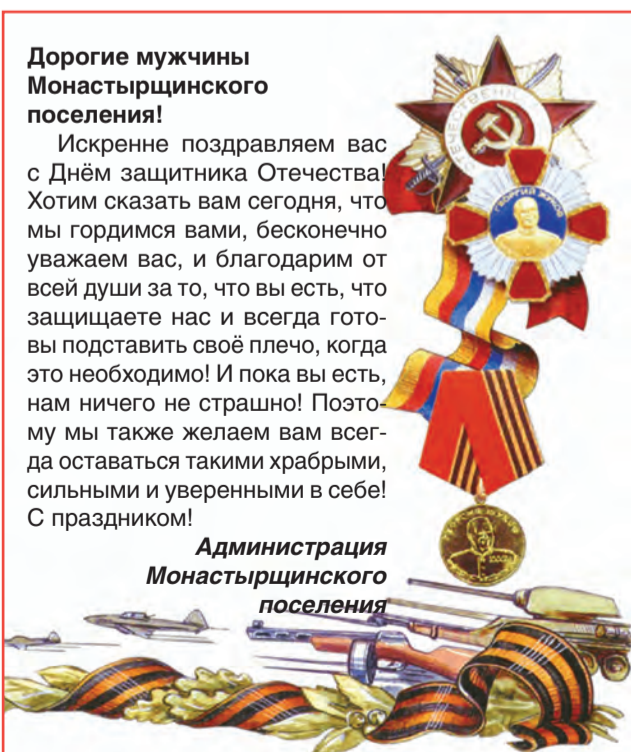 Дорогие мужчины
Монастырщинского
поселения!
Искренне поздравляем вас
с Днём защитника Отечества!
Хотим сказать вам сегодня, что
мы гордимся вами, бесконечно
уважаем вас, и благодарим от
всей души за то, что вы есть, что
защищаете нас и всегда гото-
вы подставить своё плечо, когда
это необходимо! И пока вы есть,
нам ничего не страшно! Поэто-
му мы также желаем вам всег-
да оставаться такими храбрыми,
сильными и уверенными в себе!
С праздником!
Администрация
Монастырщинского
поселения
ОТЕЧЕСТВЕНН
ГЕОРГИЙ ЖУКОВ